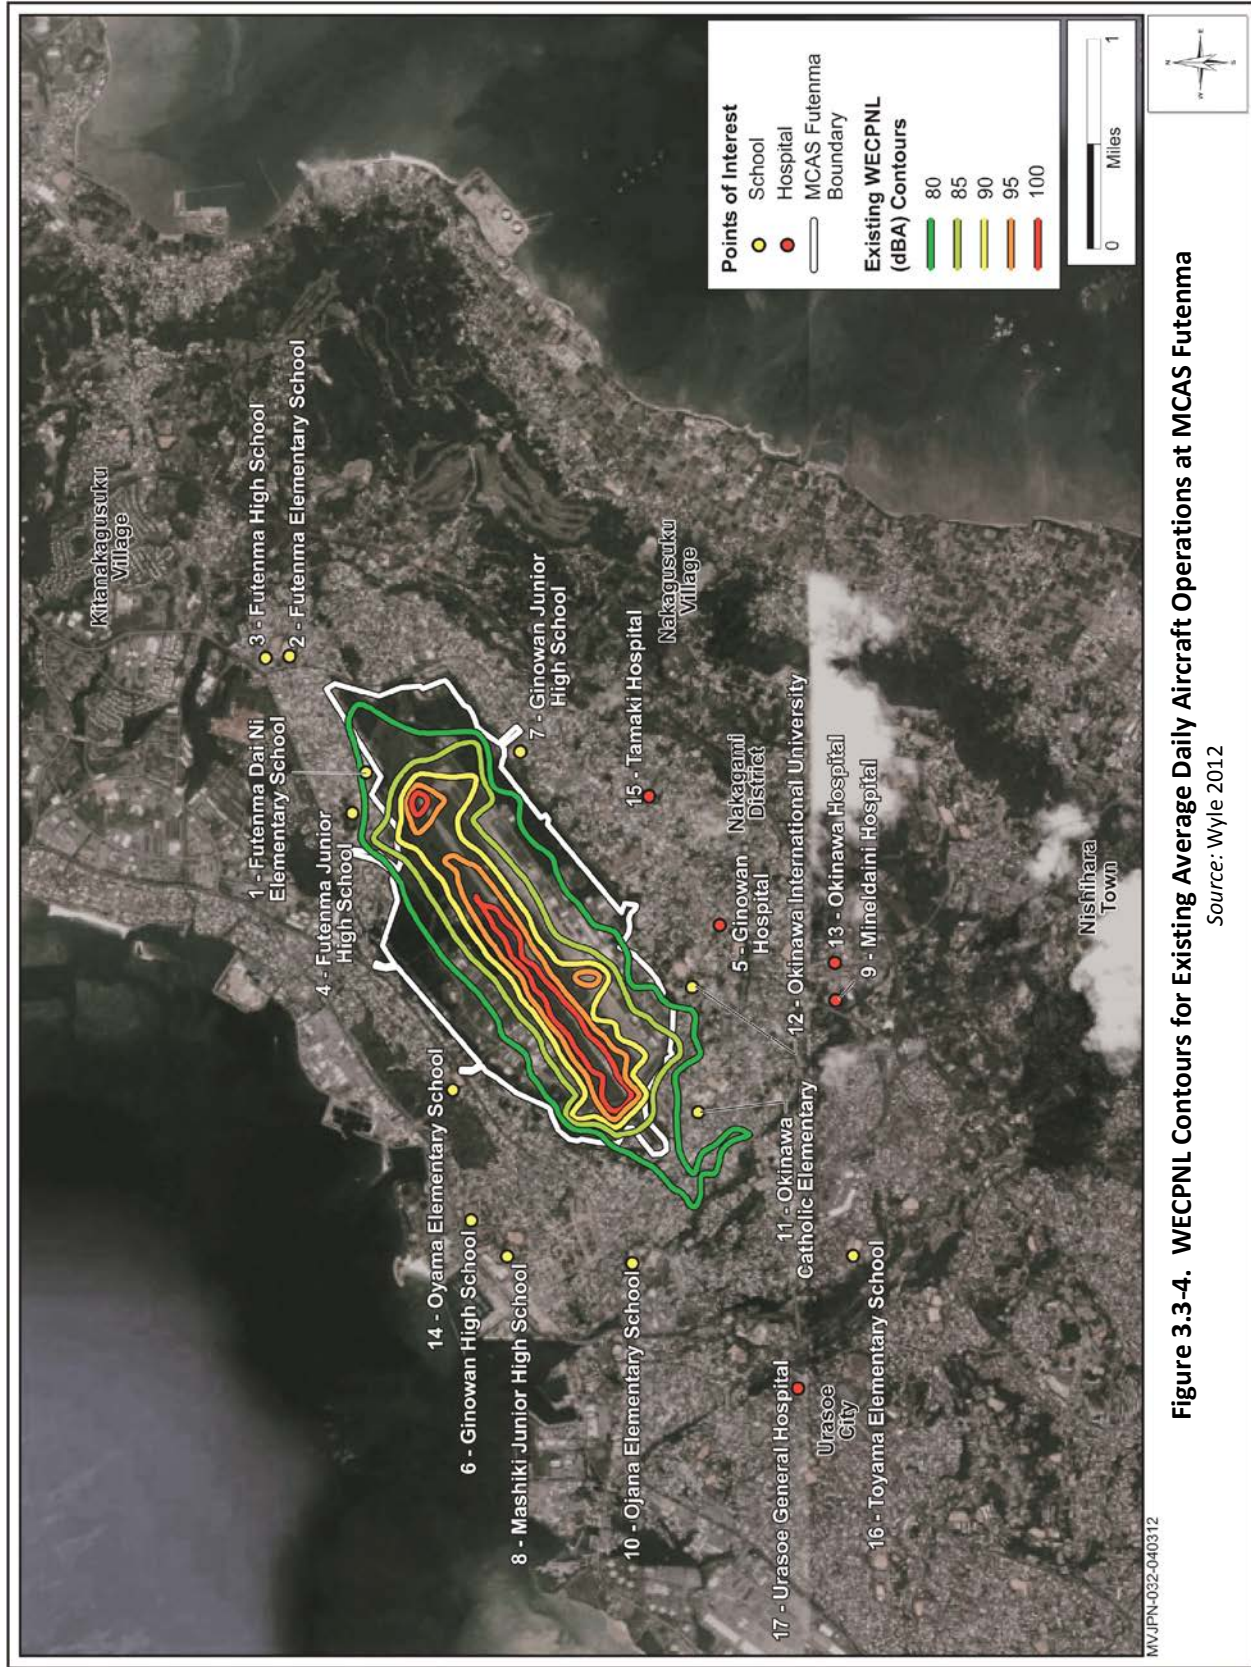 Kitanakagusuku
Village
3 - Futenma High School
2 - Futenma Elementary School
1 - Futenma Dai Ni
Elementary School
4 - Futenma Junior
High School
7 - Ginowan Junior
High School
14 - Oyama Elementary School
6 - Ginowan High School
8 - Mashiki Junior High School
10 - Ojana Elementary School
15 - Tamaki Hospital
Nakagusuku
Village
Nakagami
District
5 - Ginowan
Hospital
12 - Okinawa International University
11 - Okinawa
Catholic Elementary
13 - Okinawa Hospital
9 - Mineldaini Hospital
17 - Urasoe General Hospital
Urasoe
City
16 - Toyama Elementary School
Nishihara
Town
Points of Interest
School
Hospital
MCAS Futenma
Boundary
Existing WECPNL
(dBA) Contours
80
85
90
95
100
0
1
Miles
N
E
S
W
MVJPN-032-040312
Figure 3.3-4. WECPNL Contours for Existing Average Daily Aircraft Operations at MCAS Futenma
Source: Wyle 2012